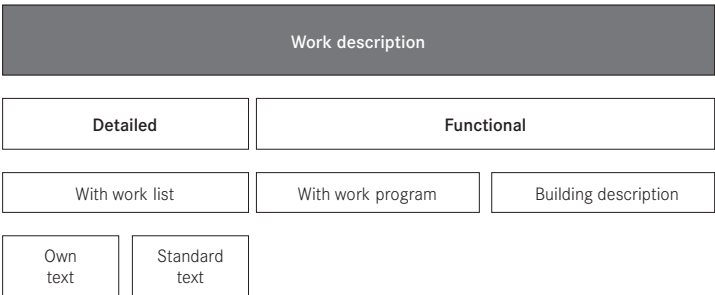 Work description
Detailed
Functional
With work list
With work program
Building description
Own
text
Standard
text